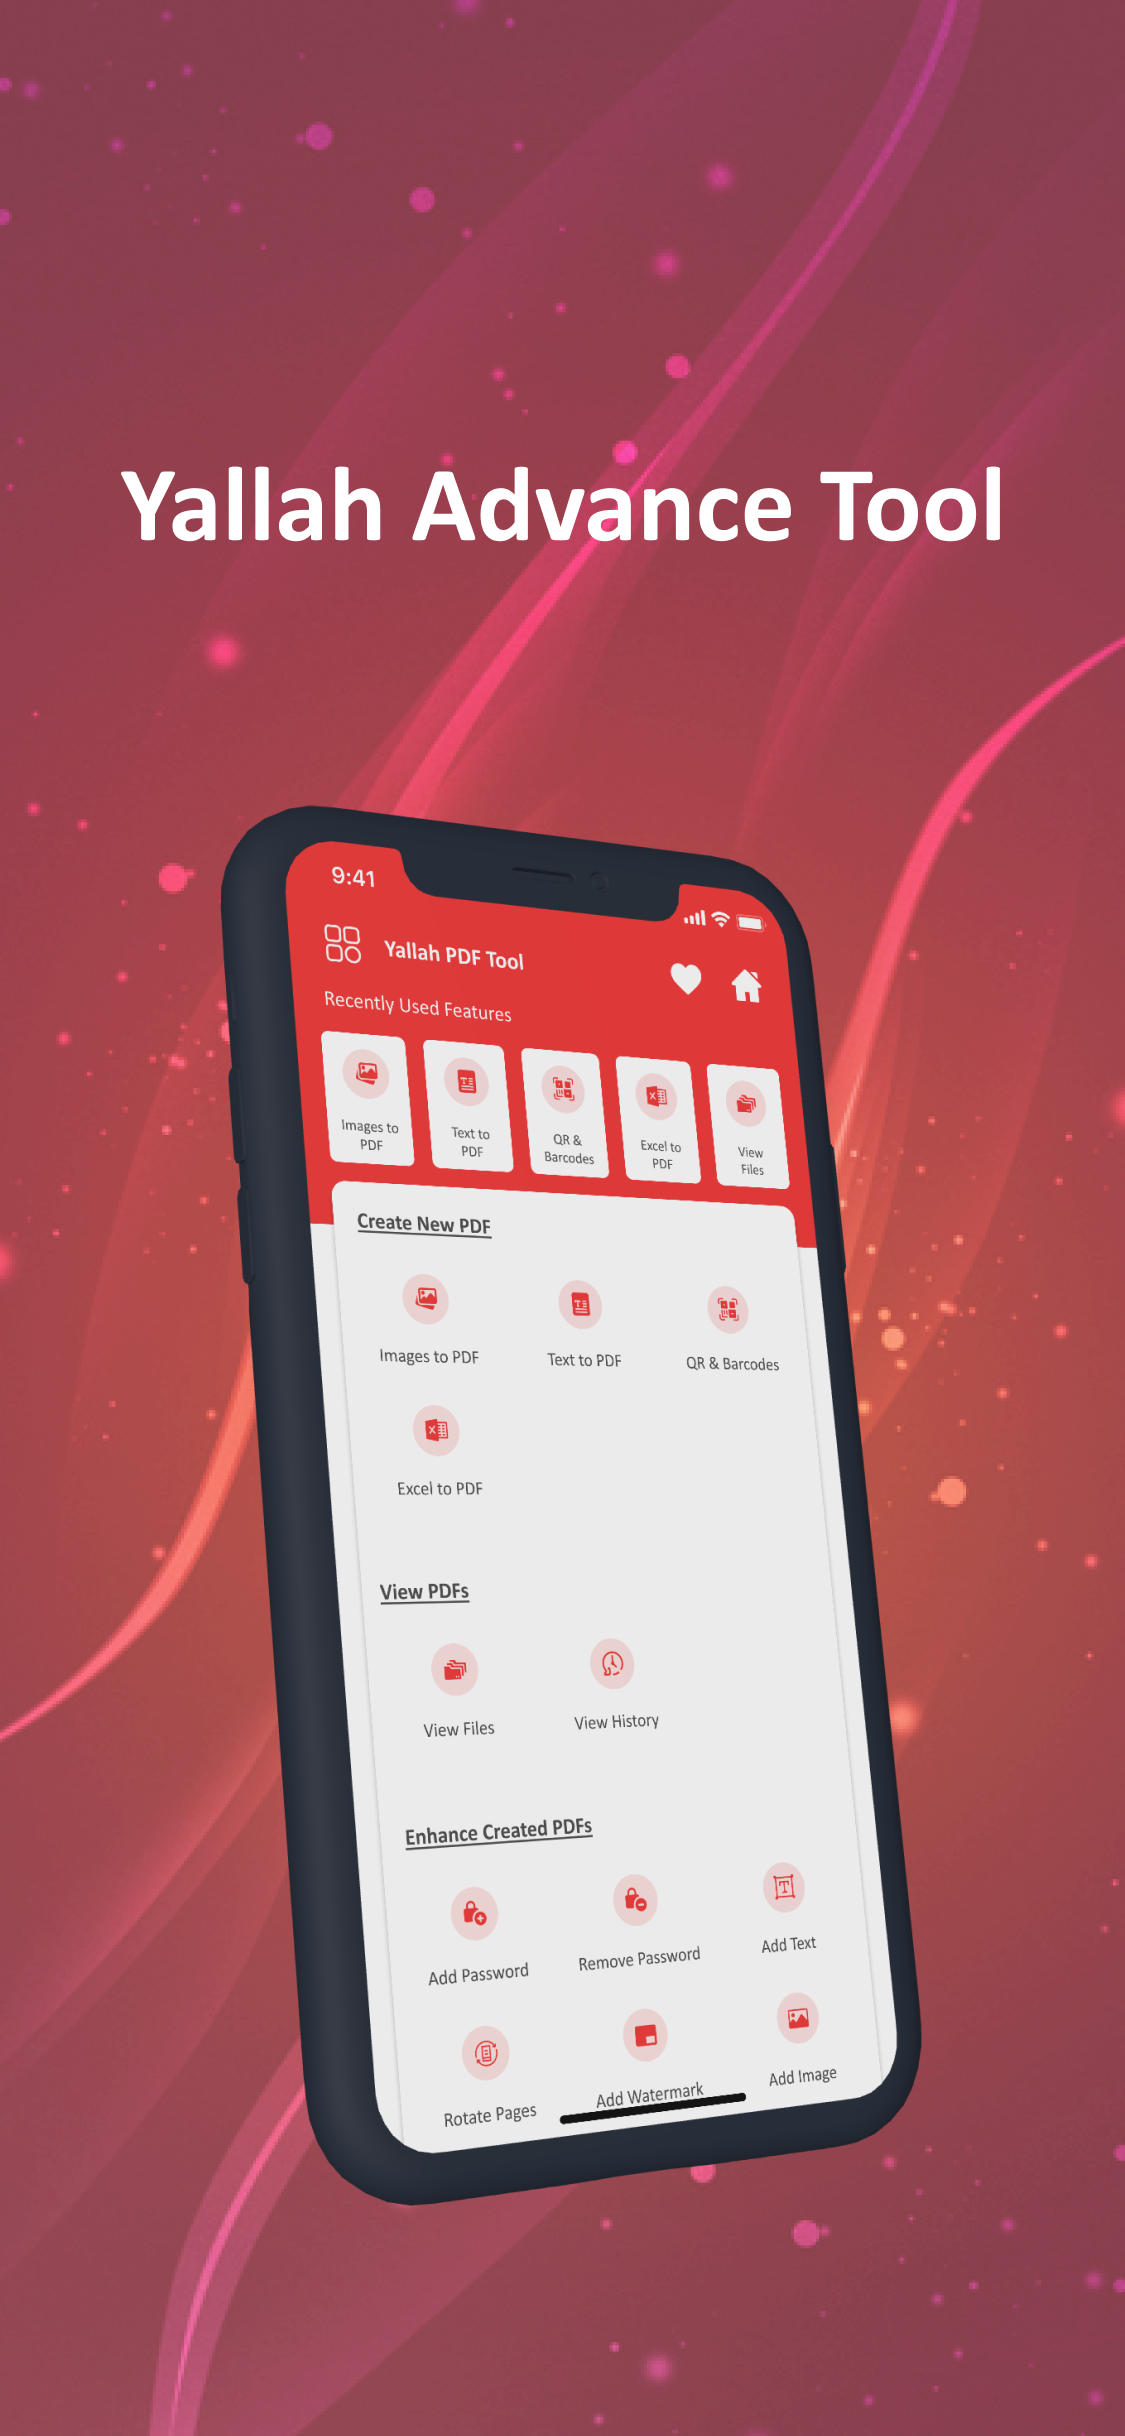 Yallah Advance Tool
9:41
Yallah PDF Tool
Recently Used Features
Images to
PDF
Text to
PDF
QR &
Barcodes
Excel to
PDF
View
Files
Create New PDF
Images to PDF
Text to PDF
QR & Barcodes
Excel to PDF
View PDFs
View Files
View History
Enhance Created PDFs
Add Password
Remove Password
Add Text
Rotate Pages
Add Watermark
Add Image